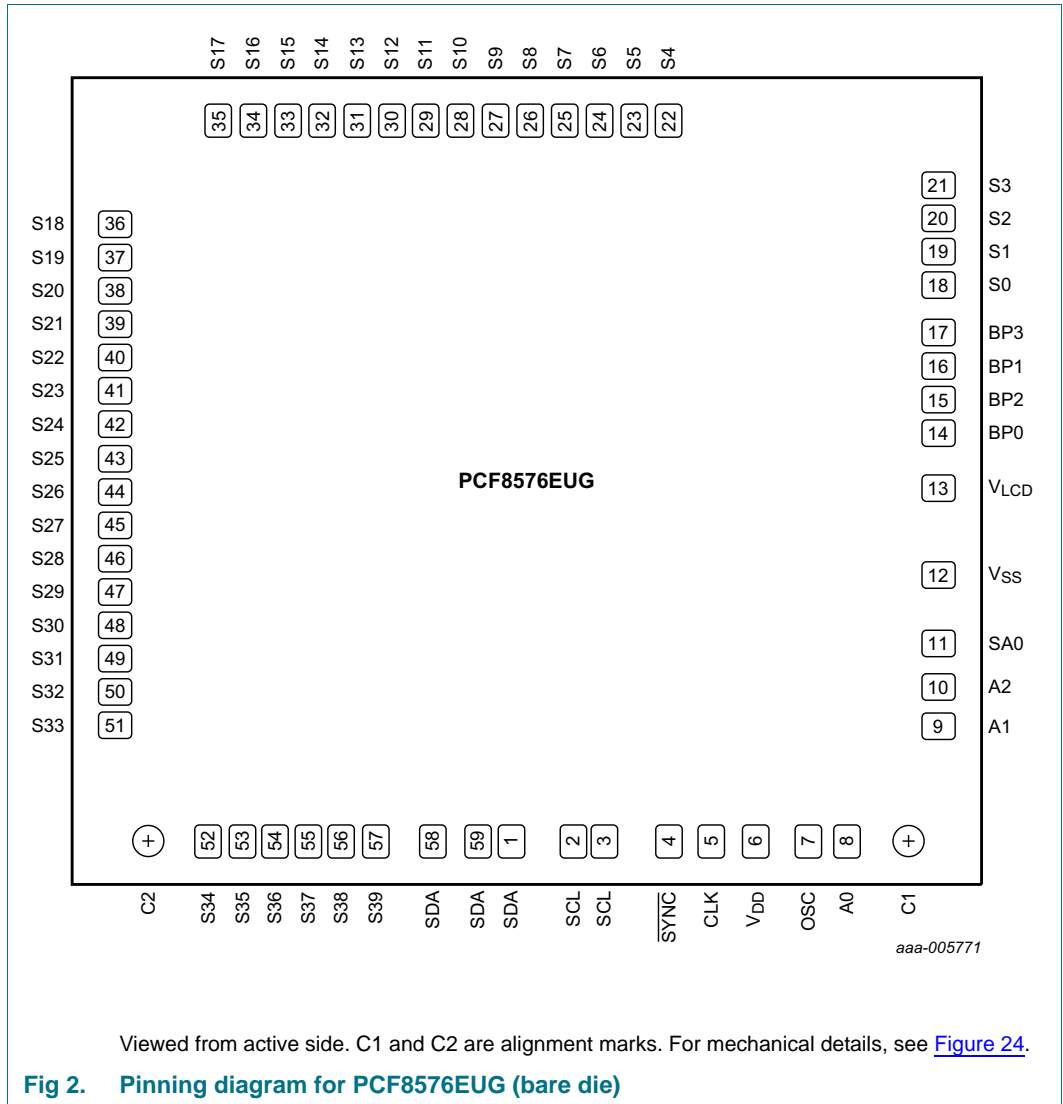 S17 S16 S15 S14 S13 S12 S11 S10 S9 S8 S7 S6 S5 S4
35 34 33 32 31 30 29 28 27 26 25 24 23 22
21 S3
S18 36 20 S2
S19 37 19 S1
S20 38 18 S0
S21 39 17 BP3
S22 40 16 BP1
S23 41 15 BP2
S24 42 14 BP0
S25 43
PCF8576EUG
S26 44 13 VLCD
S27 45
S28 46 12 VSS
S29 47
S30 48 11 SA0
S31 49
S32 50 10 A2
S33 51 9 A1
52 53 54 55 56 57 58 59 1 2 3 4 5 6 7 8
C2 S34 S35 S36 S37 S38 S39 SDA SDA SDA SCL SCL SYNC CLK VDD OSC A0 C1
aaa-005771
Viewed from active side. C1 and C2 are alignment marks. For mechanical details, see Figure 24.
Fig 2. Pinning diagram for PCF8576EUG (bare die)